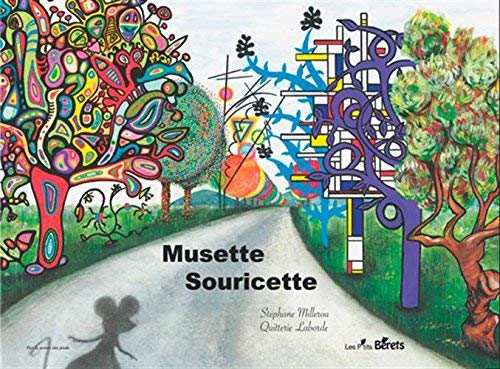 Musette
Souricette
Stéphane Millerou
Quitterie Laborde
Les P'tits Bérets